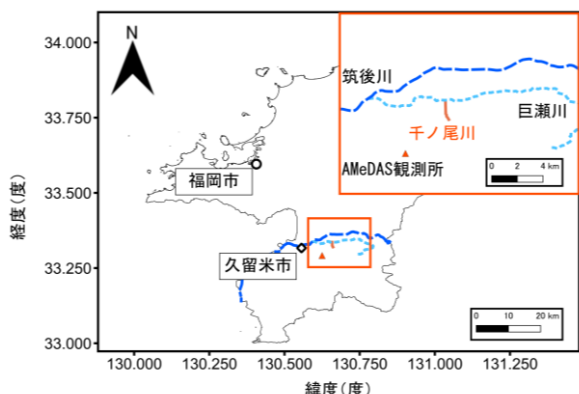 N
34.000
33.750
33.500
33.250
33.000
経度(度)
130.000
130.250
130.500
130.750
131.000
131.250
緯度(度)
福岡市
久留米市
0 10 20 km
筑後川
巨瀬川
千ノ尾川
AMeDAS観測所
0 2 4 km